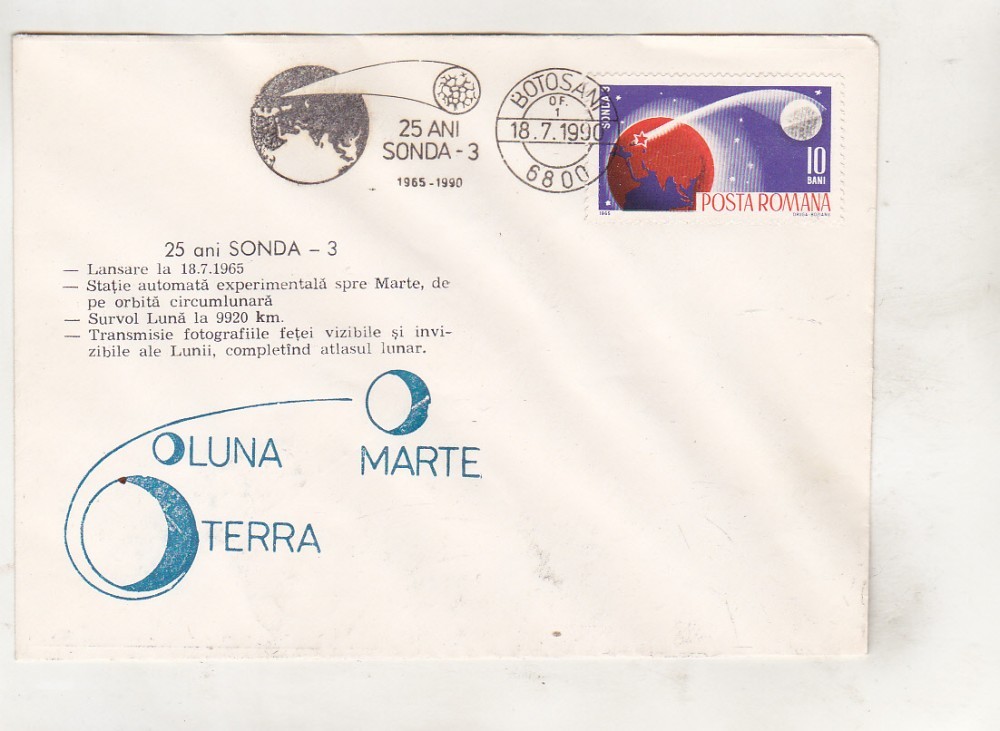 25 ANI
SONDA - 3
1965-1990
BOTOSANI
OF.
1
18.7.1990
6800
SONDA 3
10
BANI
POSTA ROMANA
1965
25 ani SONDA – 3
— Lansare la 18.7.1965
— Stație automată experimentală spre Marte, de
pe orbită circumlunară
— Survol Lună la 9920 km.
— Transmisie fotografiile feței vizibile și invi-
zibile ale Lunii, completînd atlasul lunar.
LUNA
MARTE
TERRA